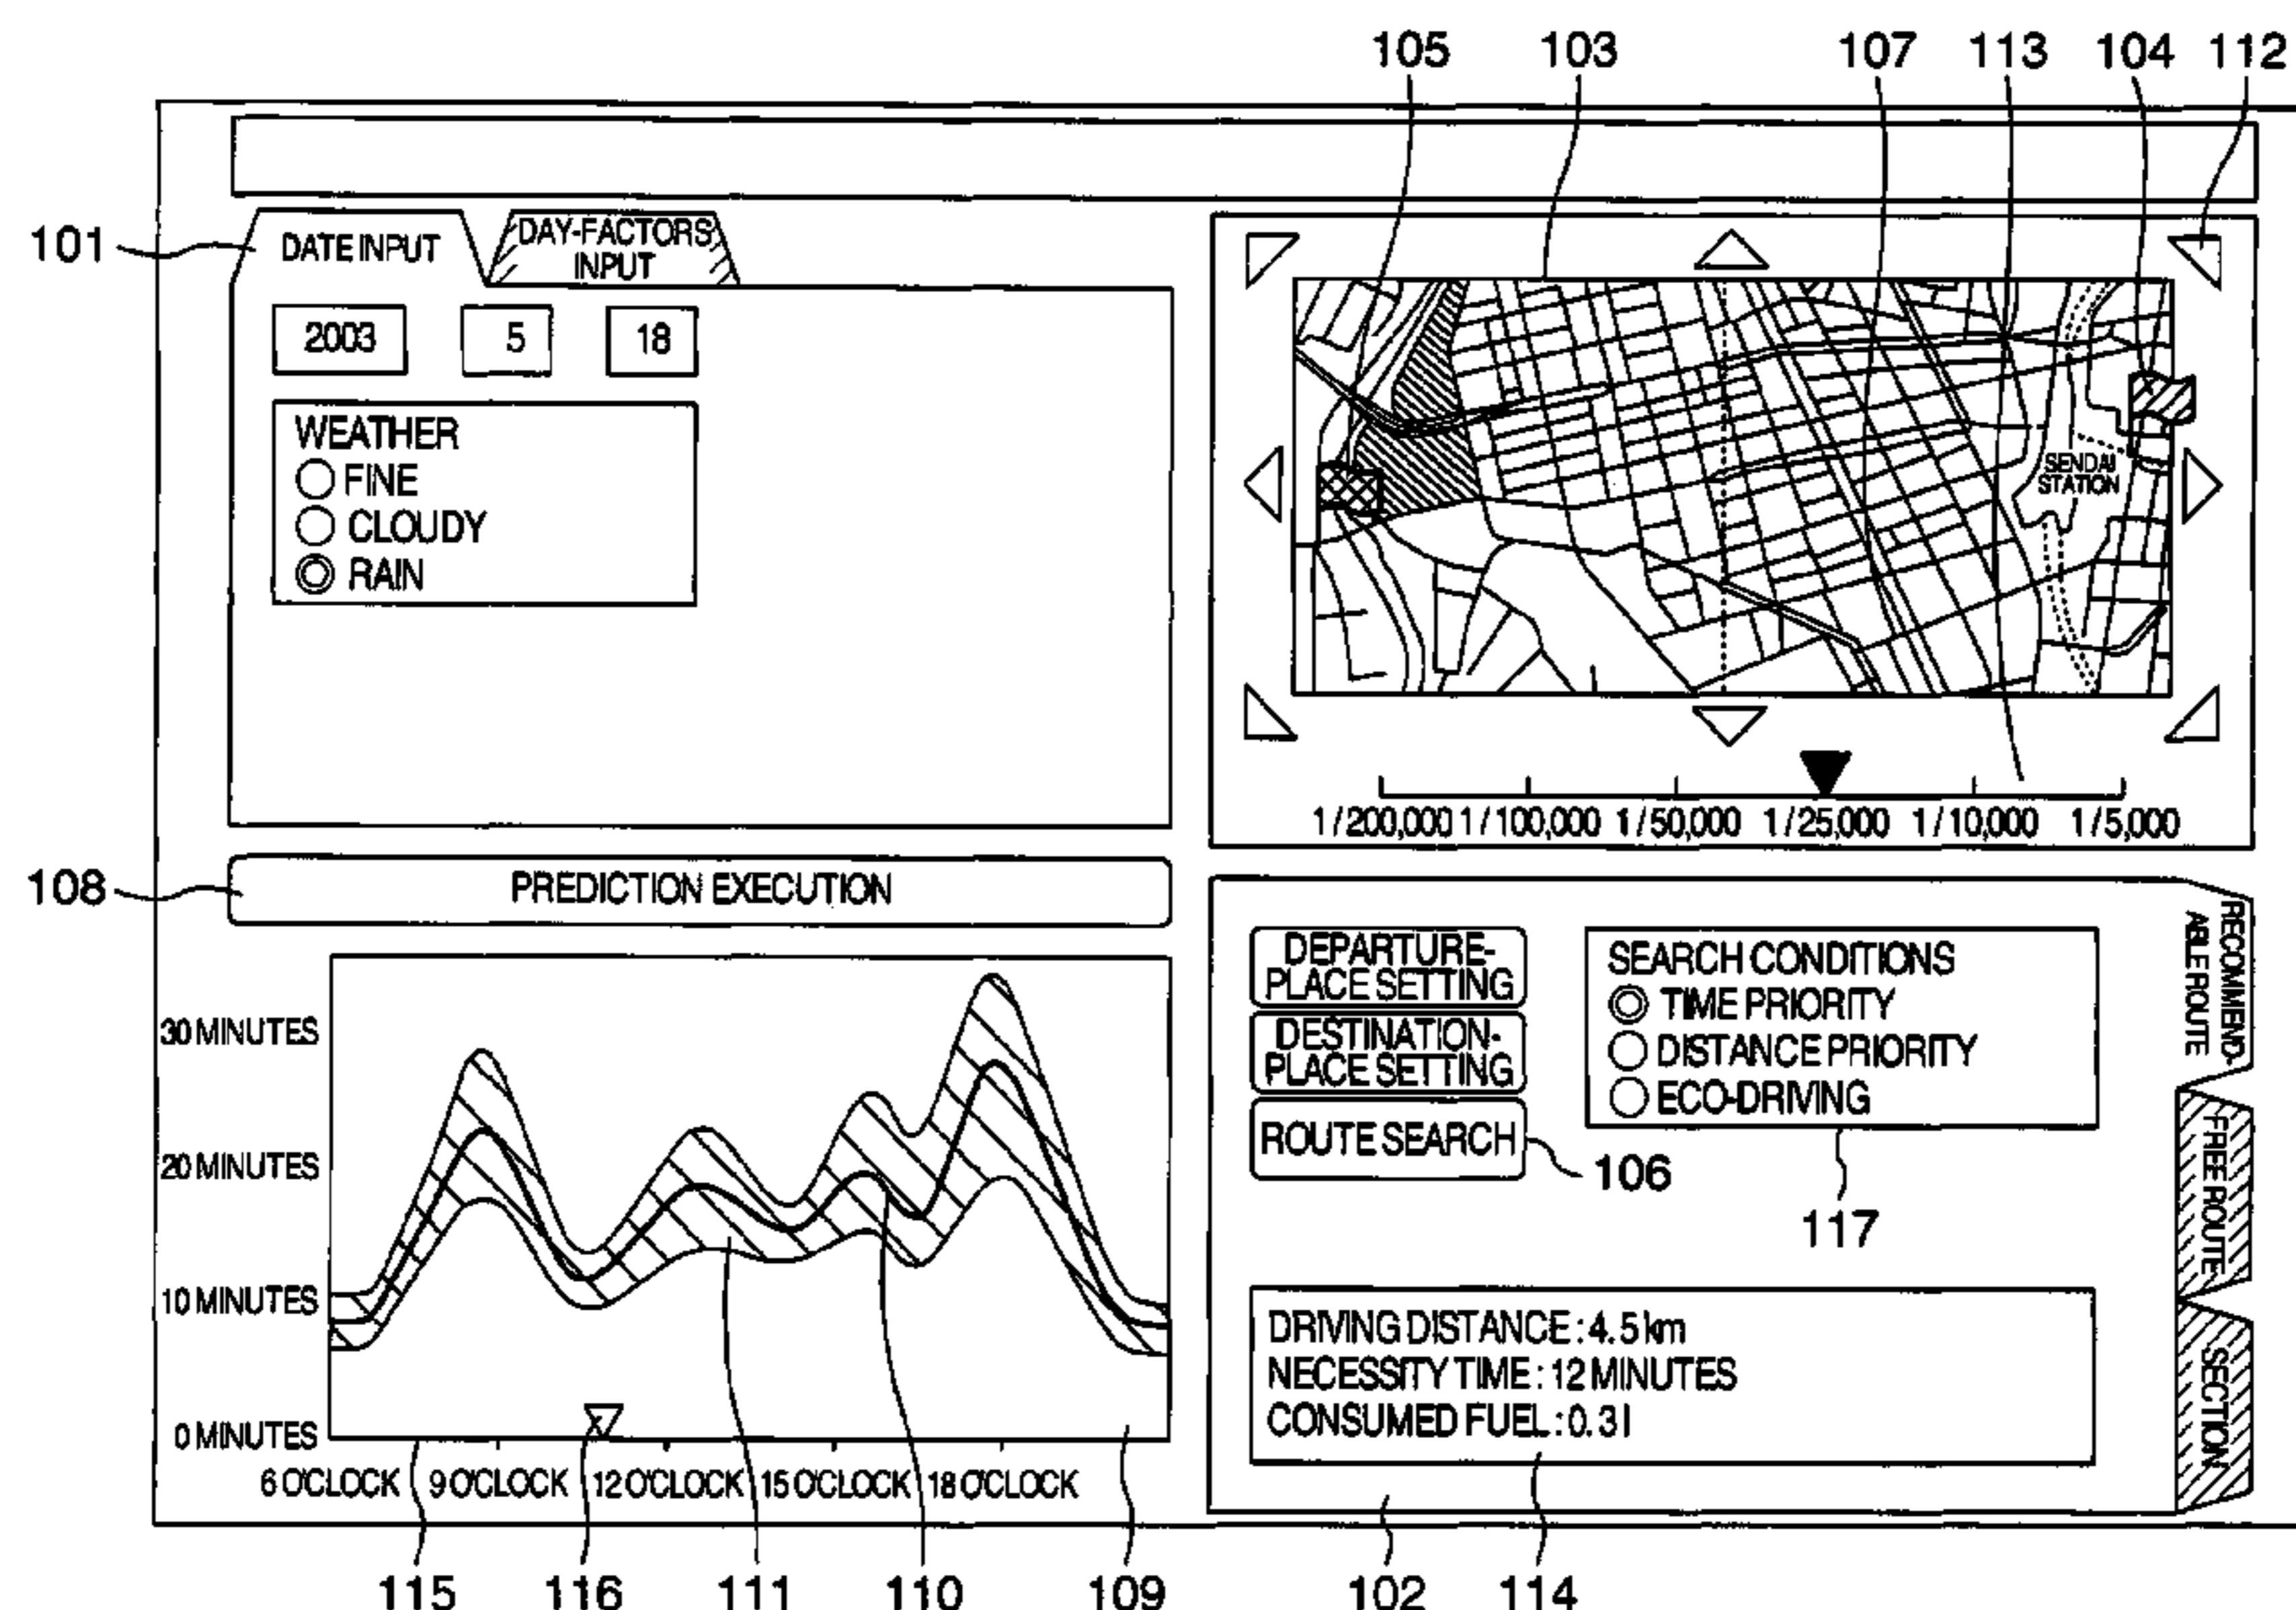 105 103 107 113 104 112
101
DATE INPUT
DAY-FACTORS
INPUT
2003 5 18
WEATHER
FINE
CLOUDY
RAIN
SENDAI
STATION
1/200,000 1/100,000 1/50,000 1/25,000 1/10,000 1/5,000
108
PREDICTION EXECUTION
30 MINUTES
20 MINUTES
10 MINUTES
0 MINUTES
6 O'CLOCK 9 O'CLOCK 12 O'CLOCK 15 O'CLOCK 18 O'CLOCK
DEPARTURE-
PLACE SETTING
DESTINATION-
PLACE SETTING
ROUTE SEARCH
106
SEARCH CONDITIONS
TIME PRIORITY
DISTANCE PRIORITY
ECO-DRIVING
117
RECOMMEND-
ABLE ROUTE
FREE ROUTE
SECTION
DRIVING DISTANCE : 4.5 km
NECESSITY TIME : 12 MINUTES
CONSUMED FUEL : 0.3 l
115 116 111 110 109 102 114